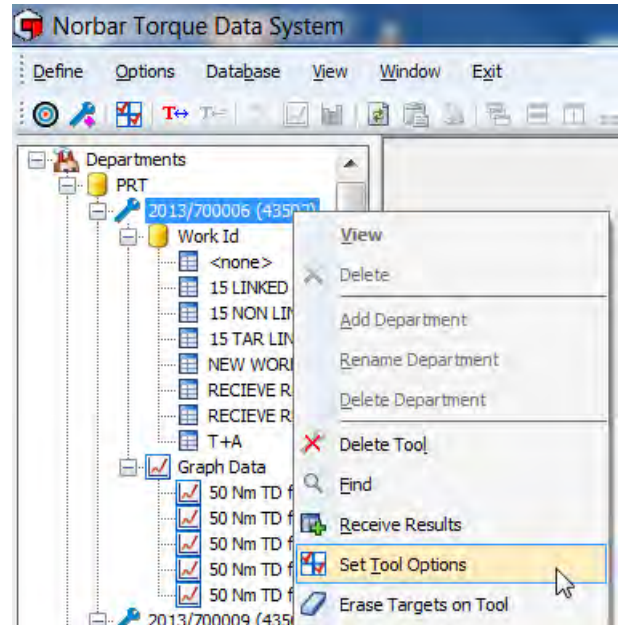 Norbar Torque Data System
Define Options Database View Window Exit
T T
Departments
PRT
2013/700006
Work Id
<none>
15 LINKED
15 NON
15 TAR
NEW
RECIEVE
RECIEVE
T+A
Graph Data
50 Nm TD
50 Nm TD
50 Nm TD
50 Nm TD
50 Nm TD
2013/700009
View
Delete
Add Department
Rename Department
Delete Department
Delete Tool
Find
Receive Results
Set Tool Options
Erase Targets on Tool